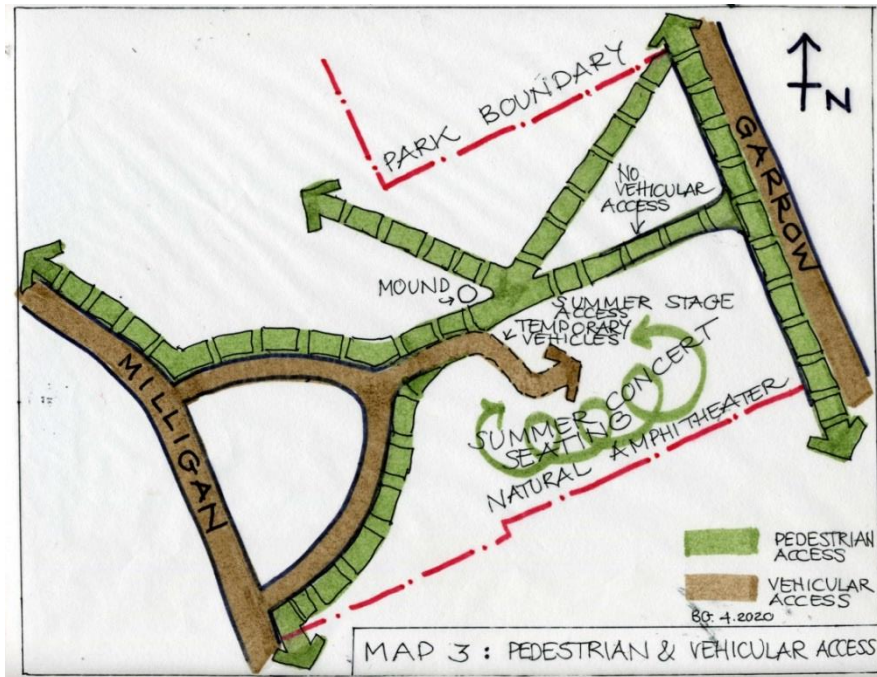 N
PARK BOUNDARY
GARROW
NO
VEHICULAR
ACCESS
MOUND
SUMMER STAGE
ACCESS
TEMPORARY
VEHICLES
MILLIGAN
SUMMER CONCERT
SEATING
NATURAL AMPHITHEATER
PEDESTRIAN
ACCESS
VEHICULAR
ACCESS
BG. 4.2020
MAP 3 : PEDESTRIAN & VEHICULAR ACCESS